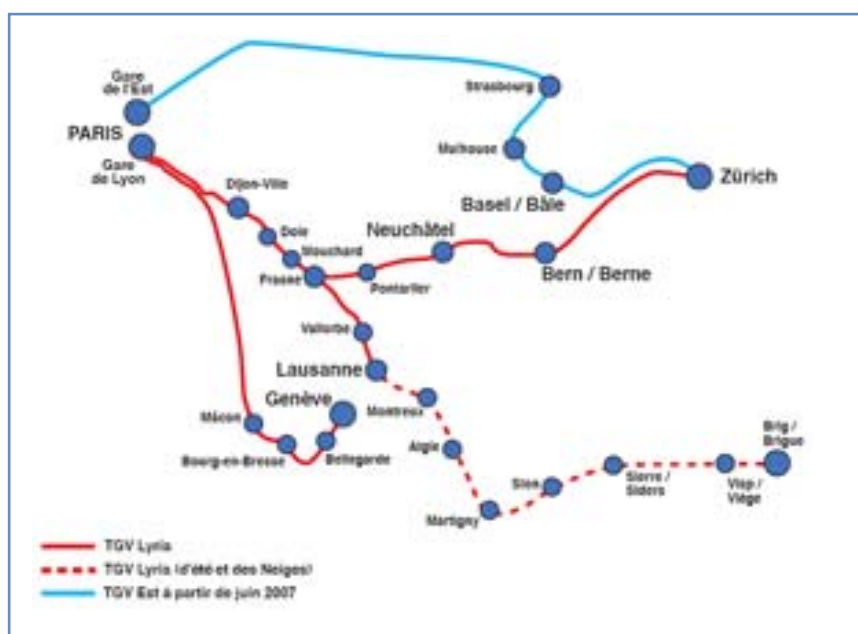 Gare
de l'Est
PARIS
Gare
de Lyon
Strasbourg
Mulhouse
Basel / Bâle
Zürich
Dijon-Ville
Dole
Mouchard
Frasne
Neuchâtel
Pontarlier
Bern / Berne
Vallorbe
Lausanne
Genève
Montreux
Mâcon
Bourg-en-Bresse
Bellegarde
Aigle
Martigny
Sion
Sierre /
Siders
Visp /
Viège
Brig /
Brigue
TGV Lyria
TGV Lyria (d'été et des Neiges)
TGV Est à partir de juin 2007